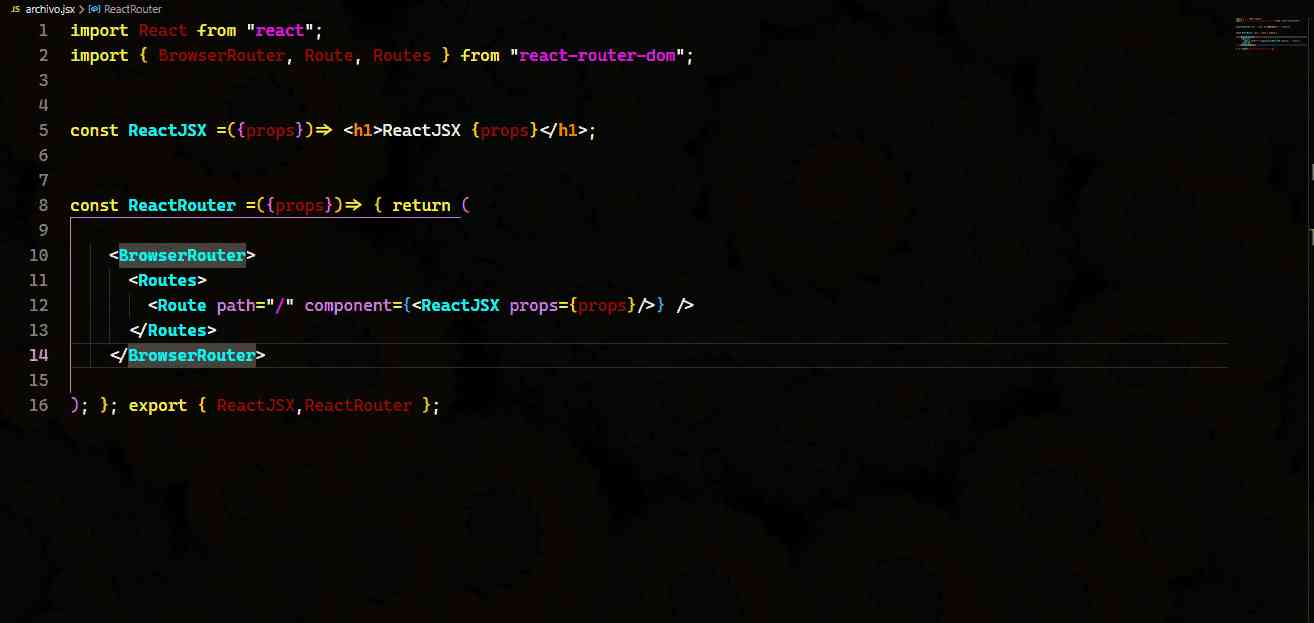 JS archivo.jsx > ReactRouter
1 import React from "react";
2 import { BrowserRouter, Route, Routes } from "react-router-dom";
3
4
5 const ReactJSX =({props})=> <h1>ReactJSX {props}</h1>;
6
7
8 const ReactRouter =({props})=> { return (
9
10 <BrowserRouter>
11 <Routes>
12 <Route path="/" component={<ReactJSX props={props}/>} />
13 </Routes>
14 </BrowserRouter>
15
16 ); }; export { ReactJSX,ReactRouter };